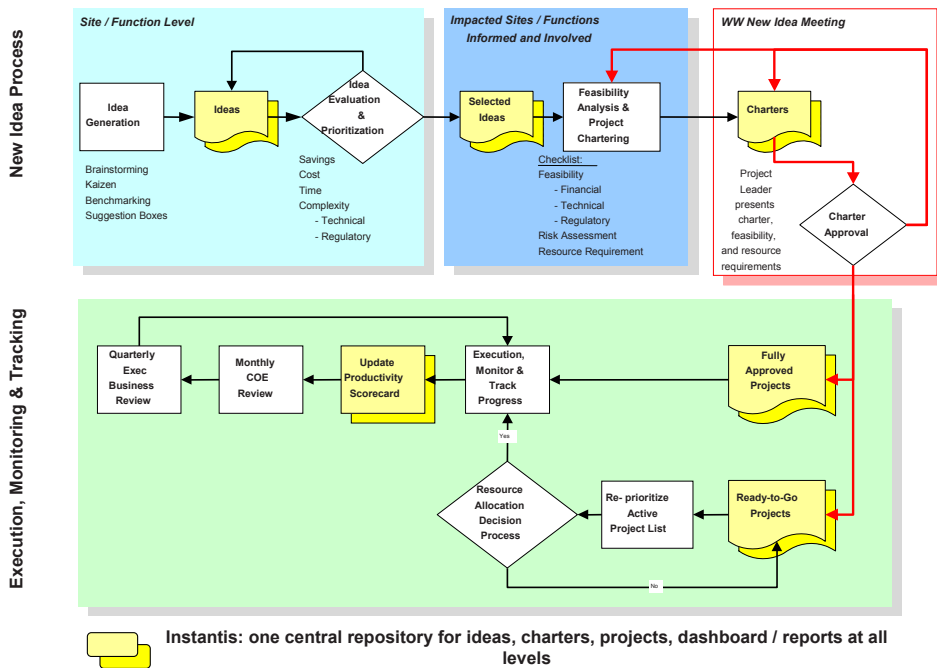 New Idea Process
Site / Function Level
Idea
Generation
Brainstorming
Kaizen
Benchmarking
Suggestion Boxes
Ideas
Idea
Evaluation
&
Prioritization
Savings
Cost
Time
Complexity
- Technical
- Regulatory
Impacted Sites / Functions
Informed and Involved
Selected
Ideas
Feasibility
Analysis &
Project
Chartering
Checklist:
Feasibility
- Financial
- Technical
- Regulatory
Risk Assessment
Resource Requirement
WW New Idea Meeting
Charters
Project
Leader
presents
charter,
feasibility,
and resource
requirements
Charter
Approval
Execution, Monitoring & Tracking
Quarterly
Exec
Business
Review
Monthly
COE
Review
Update
Productivity
Scorecard
Execution,
Monitor &
Track
Progress
Fully
Approved
Projects
Yes
Resource
Allocation
Decision
Process
Re- prioritize
Active
Project List
Ready-to-Go
Projects
No
Instantis: one central repository for ideas, charters, projects, dashboard / reports at all
levels